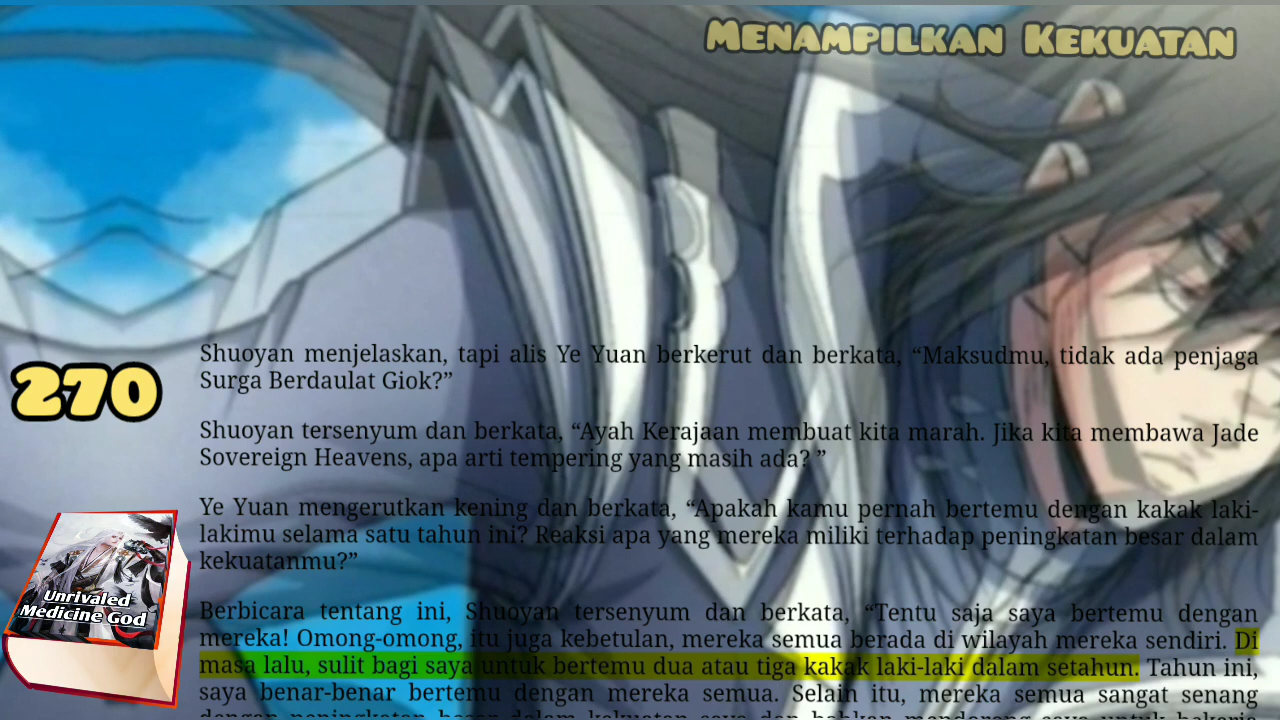 Menampilkan Kekuatan
Shuoyan menjelaskan, tapi alis Ye Yuan berkerut dan berkata, “Maksudmu, tidak ada penjaga
Surga Berdaulat Giok?”
Shuoyan tersenyum dan berkata, “Ayah Kerajaan membuat kita marah. Jika kita membawa Jade
Sovereign Heavens, apa arti tempering yang masih ada? ”
270
Ye Yuan mengerutkan kening dan berkata, “Apakah kamu pernah bertemu dengan kakak laki-
lakimu selama satu tahun ini? Reaksi apa yang mereka miliki terhadap peningkatan besar dalam
kekuatanmu?”
Unrivaled
Medicine God
Berbicara tentang ini, Shuoyan tersenyum dan berkata, “Tentu saja saya bertemu dengan
mereka! Omong-omong, itu juga kebetulan, mereka semua berada di wilayah mereka sendiri. Di
masa lalu, sulit bagi saya untuk bertemu dua atau tiga kakak laki-laki dalam setahun. Tahun ini,
saya benar-benar bertemu dengan mereka semua. Selain itu, mereka semua sangat senang